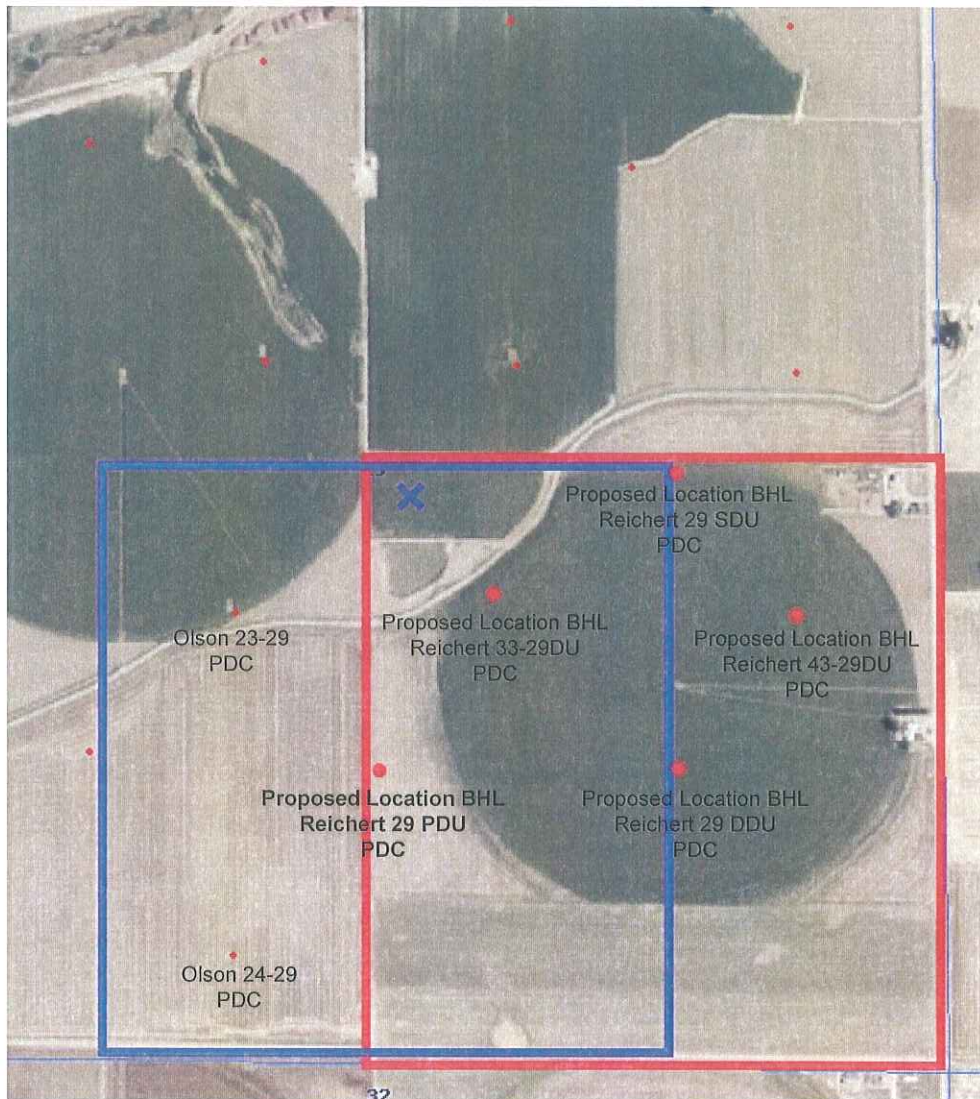 Proposed Location BHL
Reichert 29 SDU
PDC
Olson 23-29
PDC
Proposed Location BHL
Reichert 33-29DU
PDC
Proposed Location BHL
Reichert 43-29DU
PDC
Proposed Location BHL
Reichert 29 PDU
PDC
Proposed Location BHL
Reichert 29 DDU
PDC
Olson 24-29
PDC
32